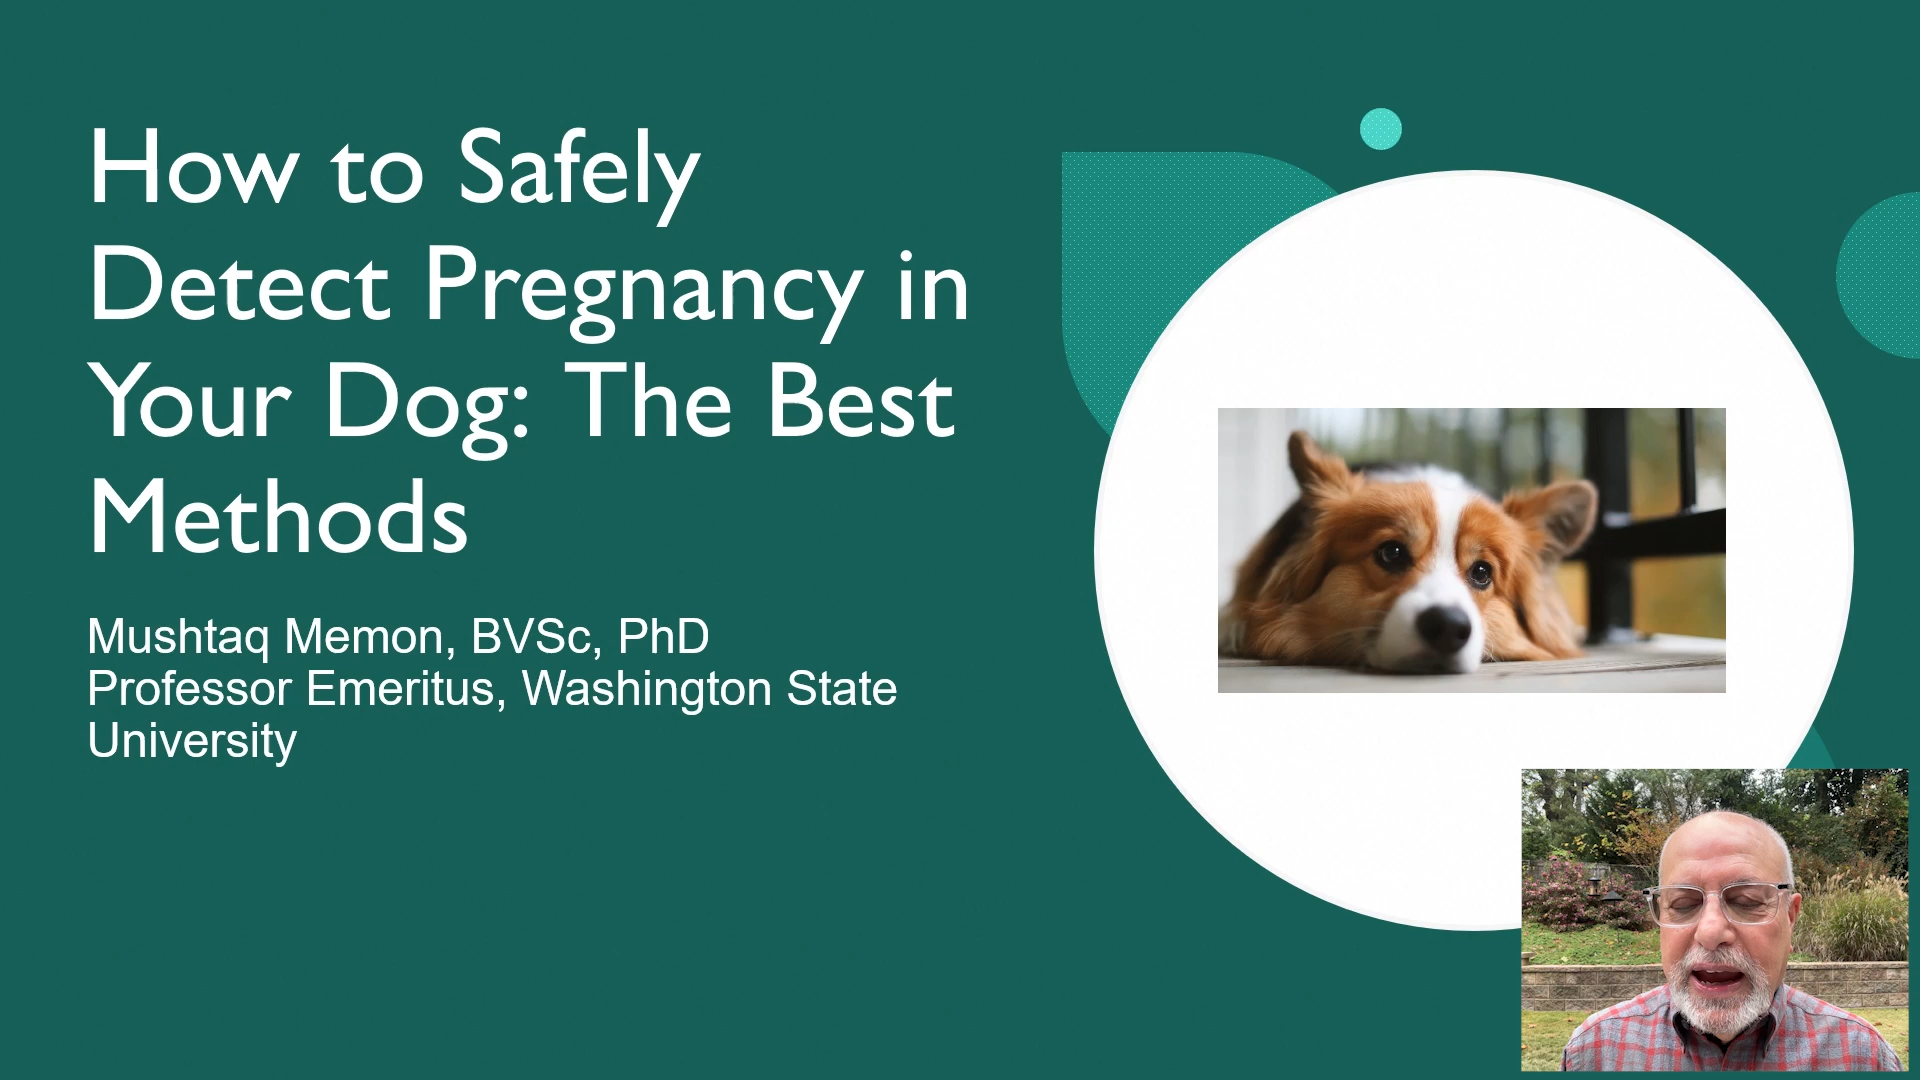 How to Safely
Detect Pregnancy in
Your Dog: The Best
Methods
Mushtaq Memon, BVSc, PhD
Professor Emeritus, Washington State
University